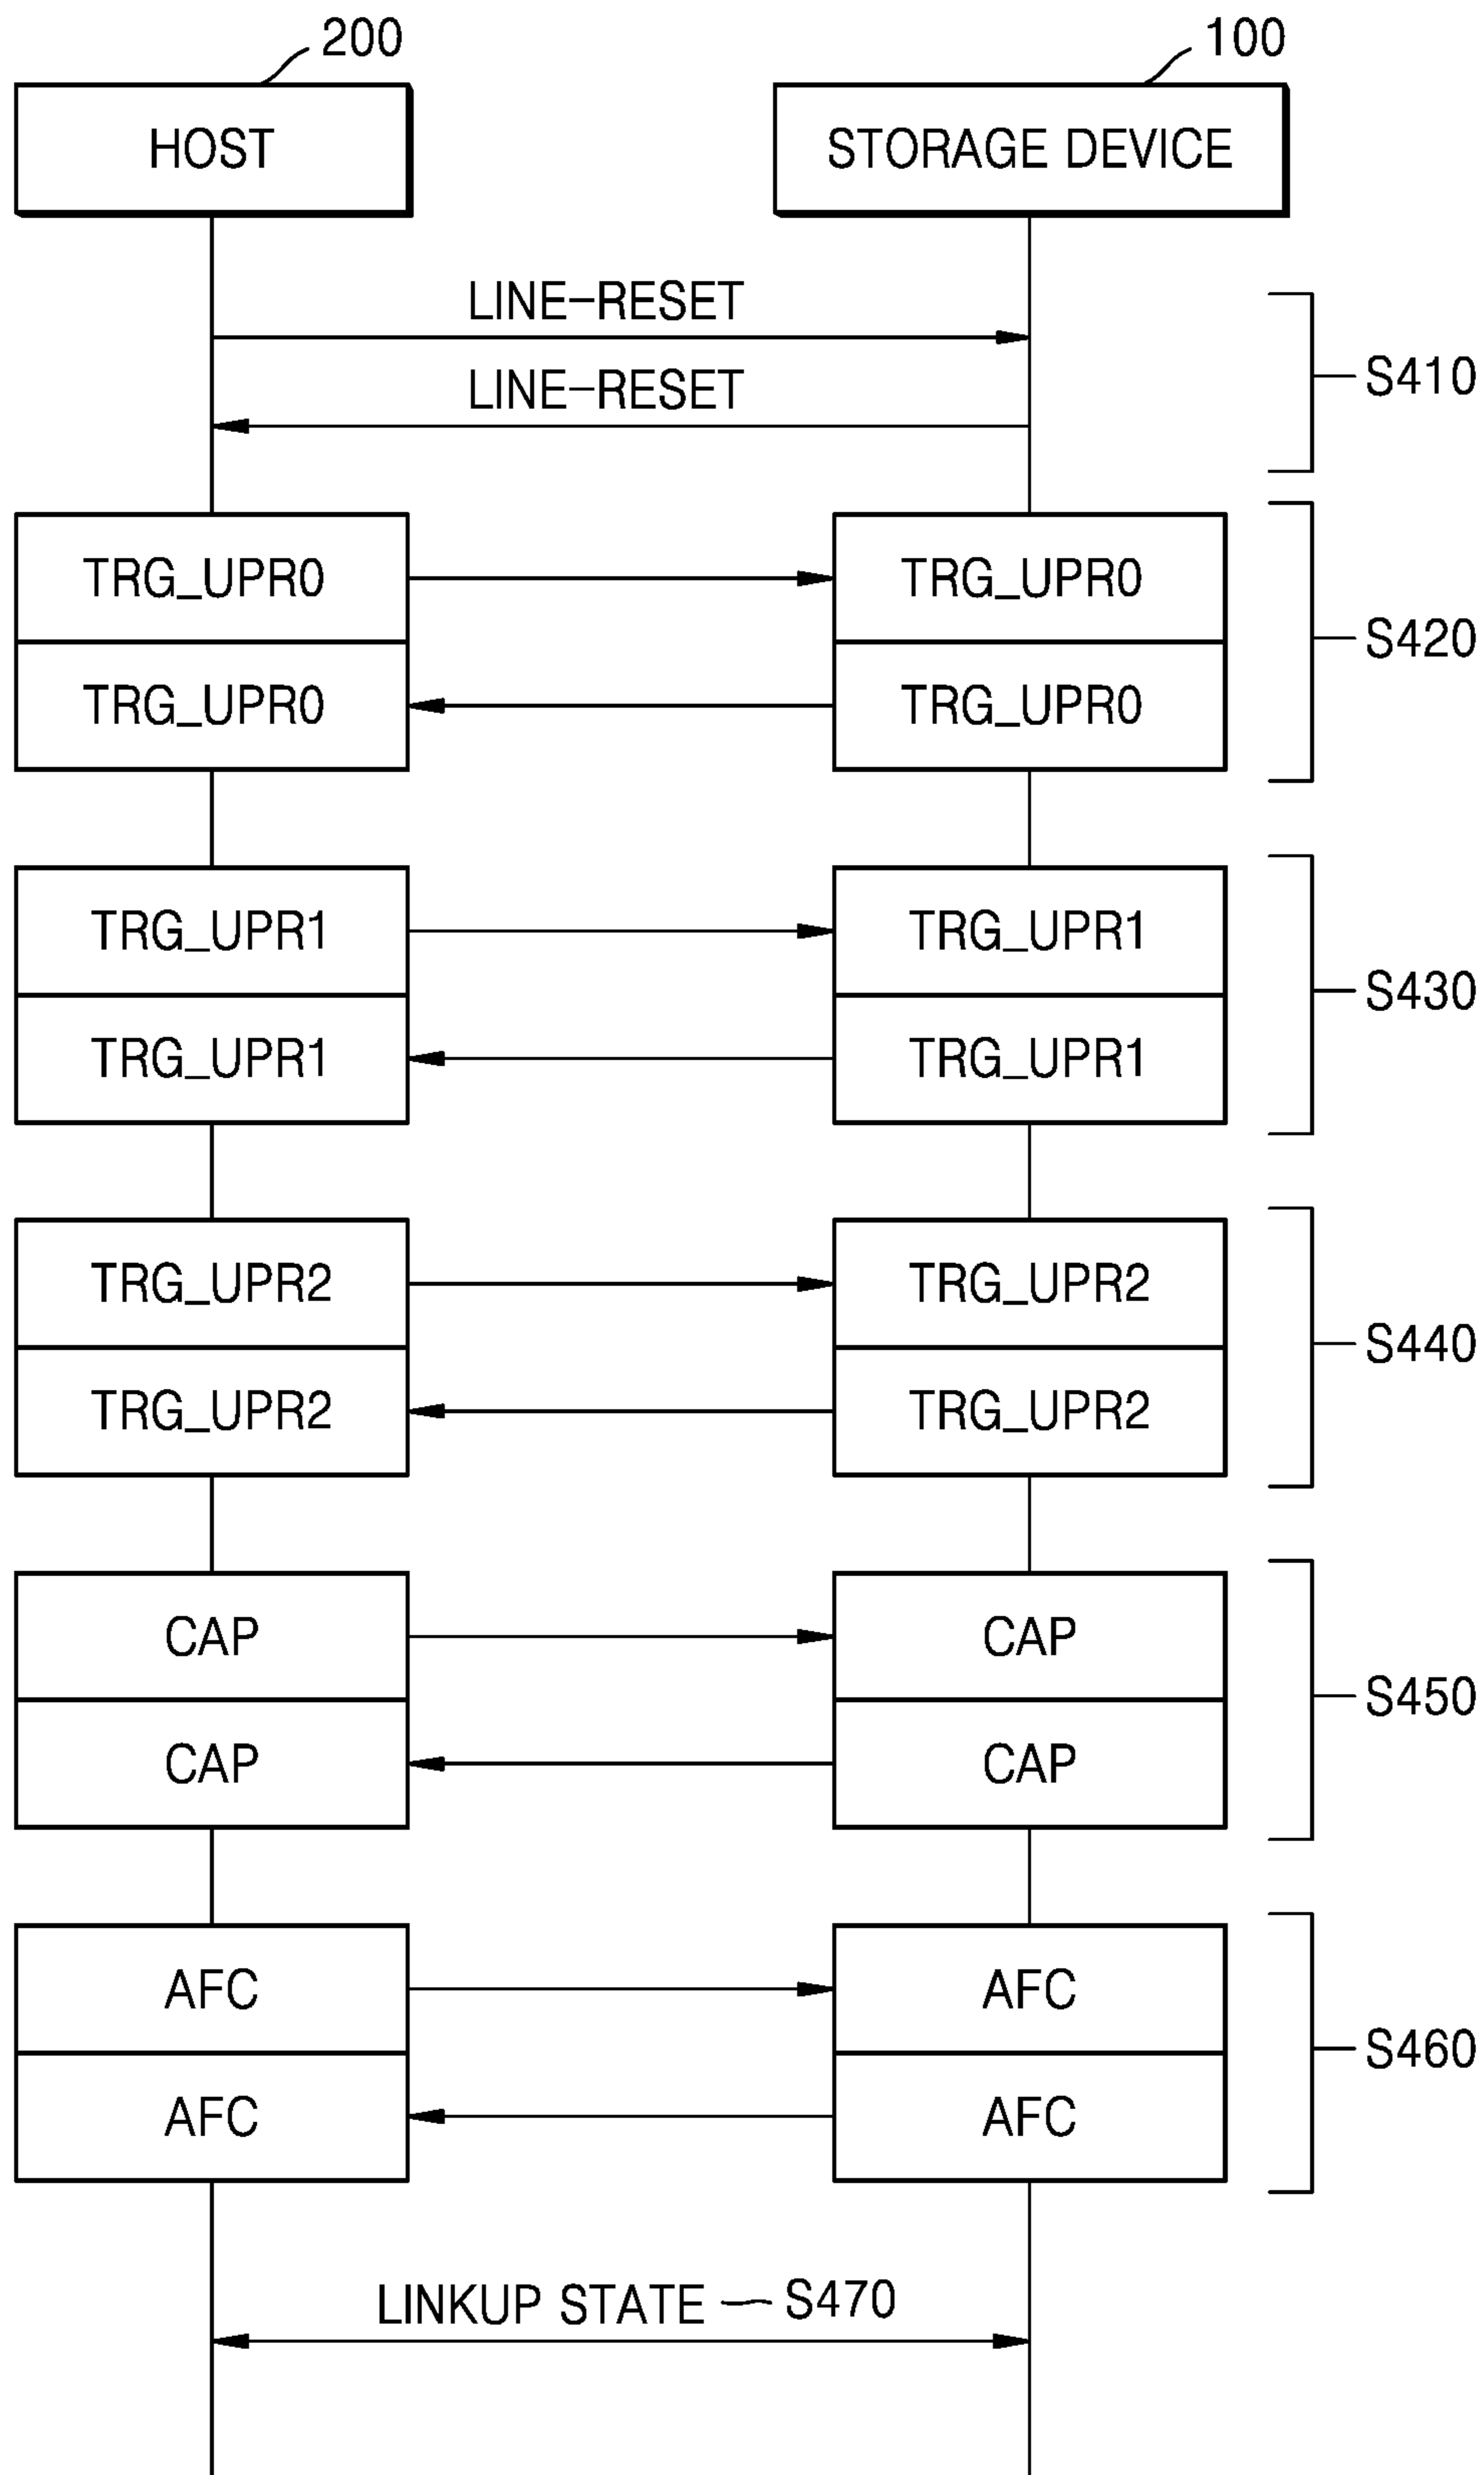 200
100
HOST
STORAGE DEVICE
LINE-RESET
LINE-RESET
S410
TRG_UPR0
TRG_UPR0
TRG_UPR0
TRG_UPR0
S420
TRG_UPR1
TRG_UPR1
TRG_UPR1
TRG_UPR1
S430
TRG_UPR2
TRG_UPR2
TRG_UPR2
TRG_UPR2
S440
CAP
CAP
CAP
CAP
S450
AFC
AFC
AFC
AFC
S460
LINKUP STATE
S470